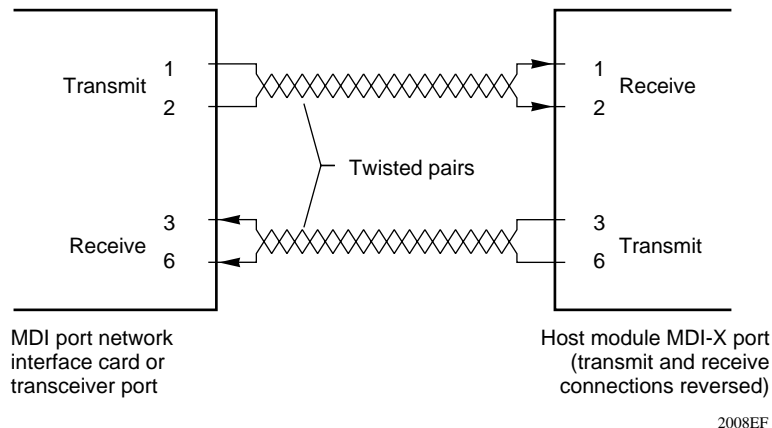 Transmit
1
2
1
2
Receive
Twisted pairs
Receive
3
6
3
6
Transmit
MDI port network
interface card or
transceiver port
Host module MDI-X port
(transmit and receive
connections reversed)
2008EF